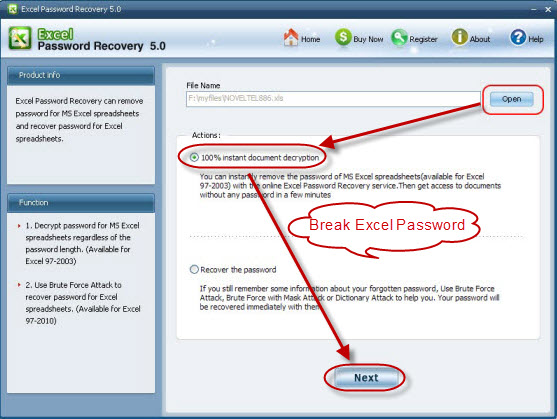 Excel Password Recovery 5.0
Excel
Password Recovery 5.0
Home
Buy Now
Register
About
Help
Product info
Excel Password Recovery can remove
password for MS Excel spreadsheets
and recover password for Excel
spreadsheets.
Function
1. Decrypt password for MS Excel
spreadsheets regardless of the
password length. (Available for
Excel 97-2003)
2. Use Brute Force Attack to
recover password for Excel
spreadsheets. (Available for Excel
97-2010)
File Name
F:\myfiles\NOVELTEL886.xls
Open
Actions:
100% instant document decryption
You can instantly remove the password of MS Excel spreadsheets(available for Excel
97-2003) with the online Excel Password Recovery service.Then get access to documents
without any password in a few minutes
Break Excel Password
Recover the password
If you still remember some information about your forgotten password, Use Brute Force
Attack, Brute Force with Mask Attack or Dictionary Attack to help you. Your password will
be recovered immediately with them
Next